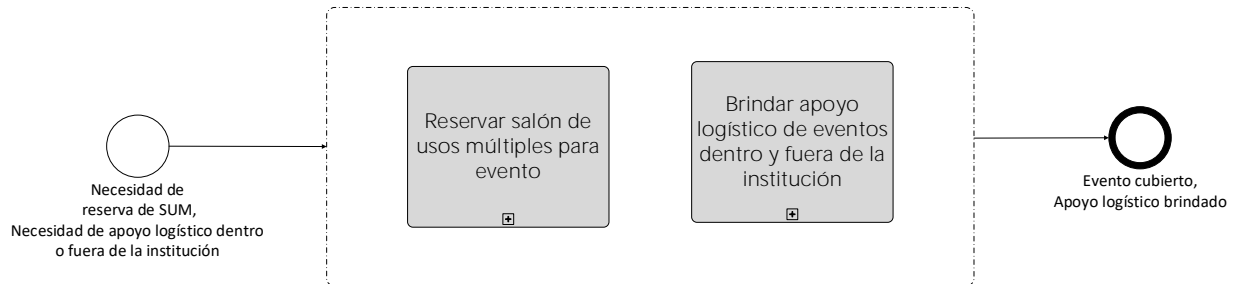 Reservar salón de
usos múltiples para
evento
Brindar apoyo
logístico de eventos
dentro y fuera de la
institución
Necesidad de
reserva de SUM,
Necesidad de apoyo logístico dentro
o fuera de la institución
Evento cubierto,
Apoyo logístico brindado